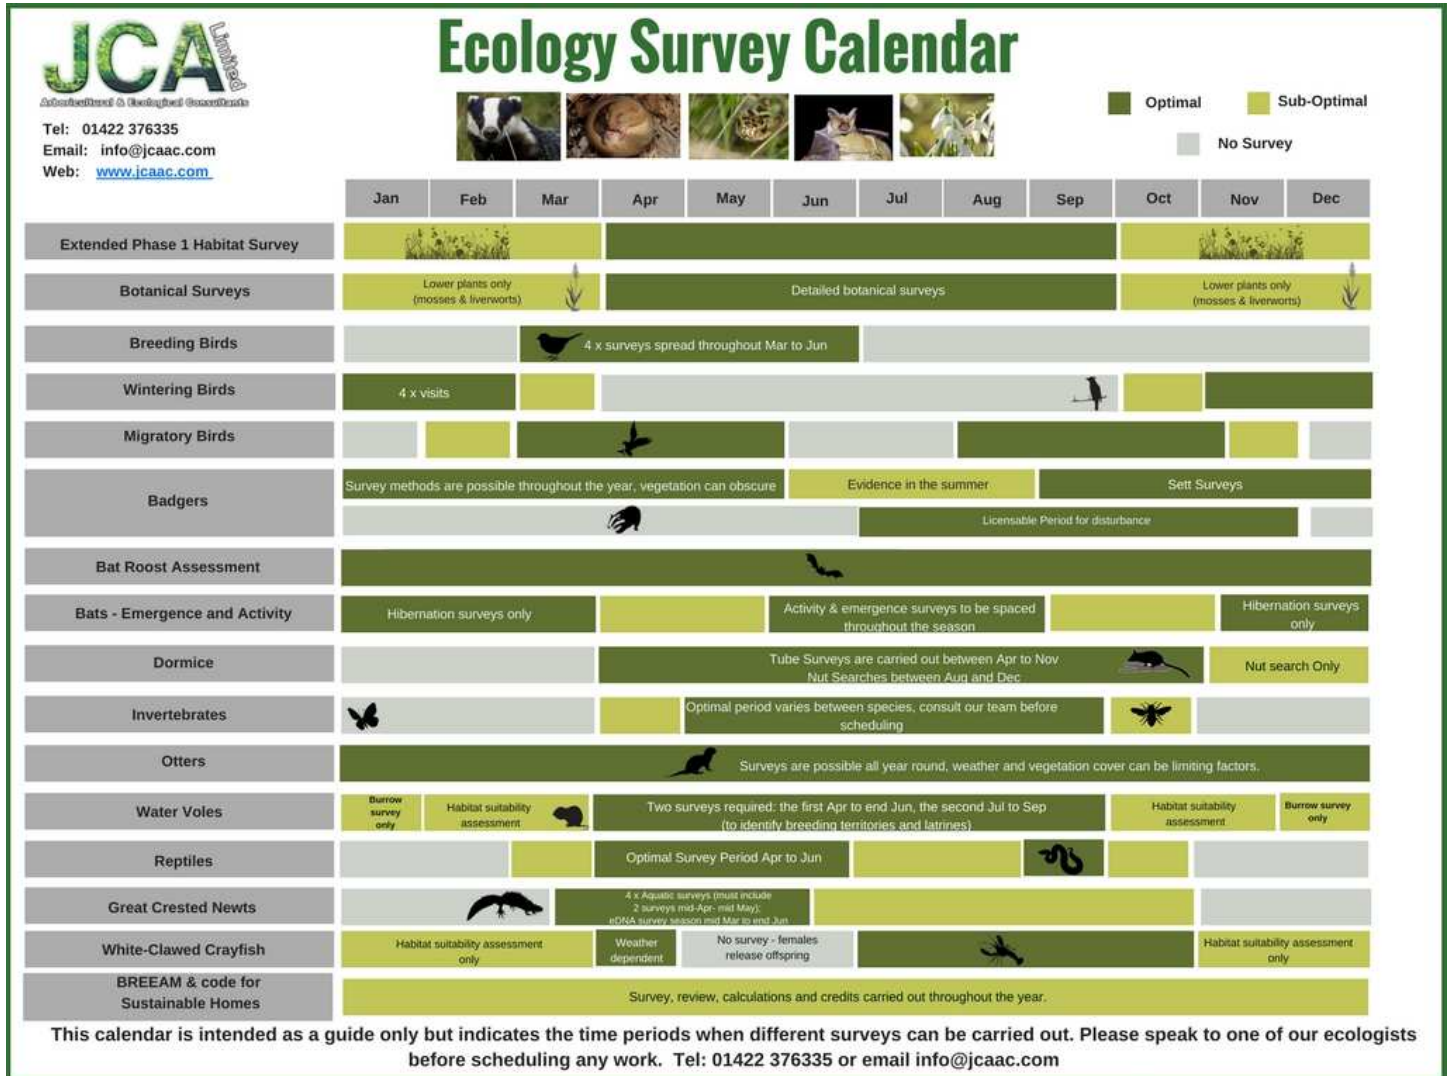 JCA Limited
Arboricultural & Ecological Consultants
Tel: 01422 376335
Email: info@jcaac.com
Web: www.jcaac.com
Ecology Survey Calendar
Optimal
Sub-Optimal
No Survey
Jan Feb Mar Apr May Jun Jul Aug Sep Oct Nov Dec
Extended Phase 1 Habitat Survey
Botanical Surveys
Lower plants only
(mosses & liverworts)
Detailed botanical surveys
Lower plants only
(mosses & liverworts)
Breeding Birds
4 x surveys spread throughout Mar to Jun
Wintering Birds
4 x visits
Migratory Birds
Badgers
Survey methods are possible throughout the year, vegetation can obscure
Evidence in the summer
Sett Surveys
Licensable Period for disturbance
Bat Roost Assessment
Bats - Emergence and Activity
Hibernation surveys only
Activity & emergence surveys to be spaced
throughout the season
Hibernation surveys
only
Dormice
Tube Surveys are carried out between Apr to Nov
Nut Searches between Aug and Dec
Nut search Only
Invertebrates
Optimal period varies between species, consult our team before
scheduling
Otters
Surveys are possible all year round, weather and vegetation cover can be limiting factors.
Water Voles
Burrow
survey
only
Habitat suitability
assessment
Two surveys required: the first Apr to end Jun, the second Jul to Sep
(to identify breeding territories and latrines)
Habitat suitability
assessment
Burrow survey
only
Reptiles
Optimal Survey Period Apr to Jun
Great Crested Newts
4 x Aquatic surveys (must include
2 surveys mid-Apr- mid May);
eDNA survey season mid Mar to end Jun
White-Clawed Crayfish
Habitat suitability assessment
only
Weather
dependent
No survey - females
release offspring
Habitat suitability assessment
only
BREEAM & code for
Sustainable Homes
Survey, review, calculations and credits carried out throughout the year.
This calendar is intended as a guide only but indicates the time periods when different surveys can be carried out. Please speak to one of our ecologists
before scheduling any work. Tel: 01422 376335 or email info@jcaac.com